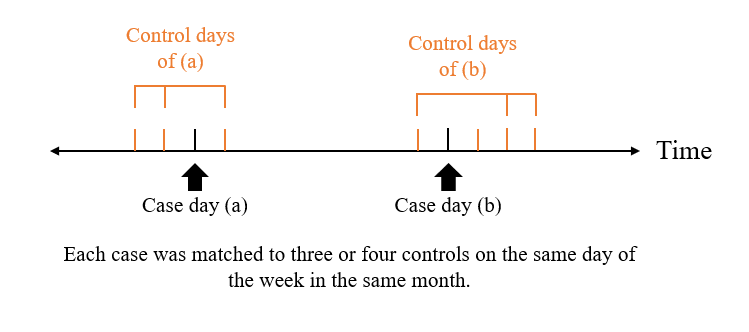 Control days
of (a)
Control days
of (b)
Time
Case day (a)
Case day (b)
Each case was matched to three or four controls on the same day of
the week in the same month.